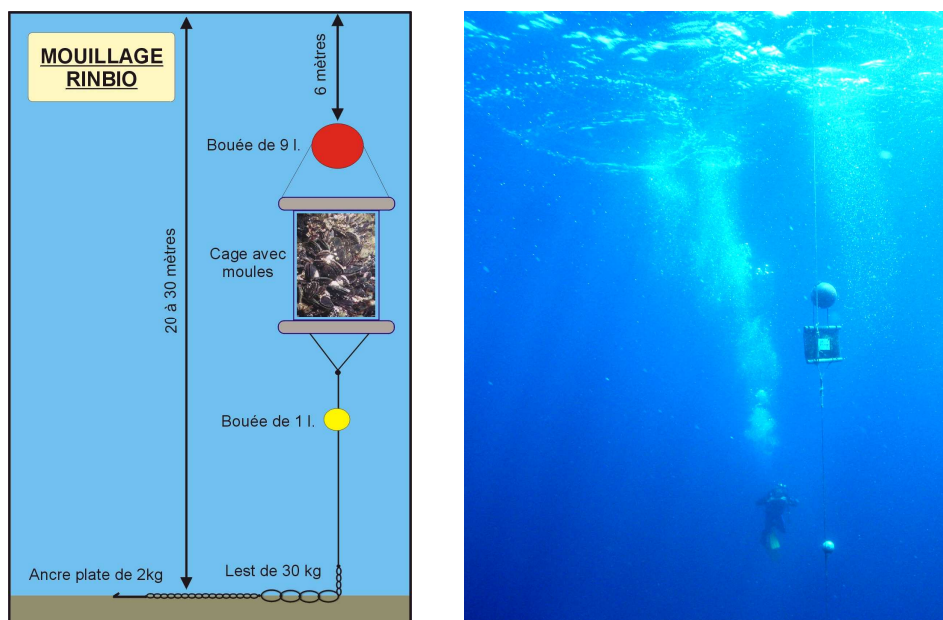 MOUILLAGE
RINBIO
6 mètres
Bouée de 9 l.
Cage avec
moules
20 à 30 mètres
Bouée de 1 l.
Ancre plate de 2kg
Lest de 30 kg